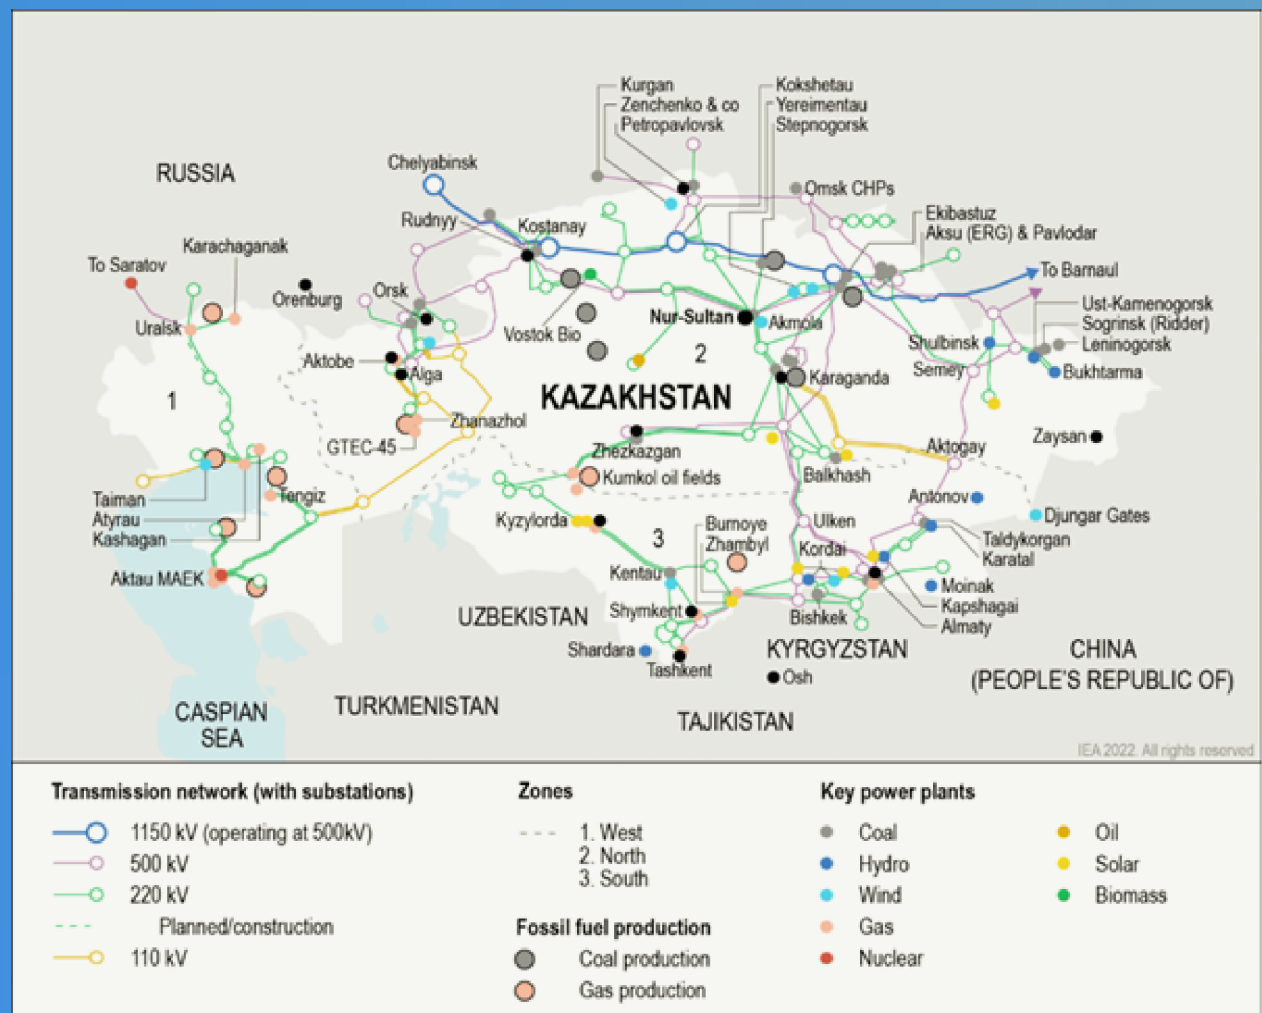 Kurgan
Zenchenko & co
Petropavlovsk
Kokshetau
Yereimentau
Stepnogorsk
RUSSIA
Chelyabinsk
Omsk CHPs
Rudnyy
Kostanay
Ekibastuz
Aksu (ERG) & Pavlodar
Karachaganak
To Saratov
Orenburg
Orsk
To Barnaul
Uralsk
Vostok Bio
Nur-Sultan
Akmola
Ust-Kamenogorsk
Sogrinsk (Ridder)
Leninogorsk
Shulbinsk
Semey
Bukhtarma
Aktobe
Alga
2
Karaganda
1
KAZAKHSTAN
Zhanazhol
GTEC-45
Zhezkazgan
Zaysan
Aktogay
Balkhash
Kumkol oil fields
Taiman
Tengiz
Atyrau
Kashagan
Antonov
Djungar Gates
Kyzylorda
3
Burnoye
Zhambyl
Ulken
Kordai
Taldykorgan
Karatal
Aktau MAEK
Kentau
Moinak
Kapshagai
Almaty
UZBEKISTAN
Shymkent
Bishkek
Shardara
Tashkent
KYRGYZSTAN
Osh
CHINA
(PEOPLE'S REPUBLIC OF)
TURKMENISTAN
CASPIAN
SEA
TAJIKISTAN
IEA 2022. All rights reserved
Transmission network (with substations)
1150 kV (operating at 500kV)
500 kV
220 kV
Planned/construction
110 kV
Zones
1. West
2. North
3. South
Fossil fuel production
Coal production
Gas production
Key power plants
Coal
Hydro
Wind
Gas
Nuclear
Oil
Solar
Biomass